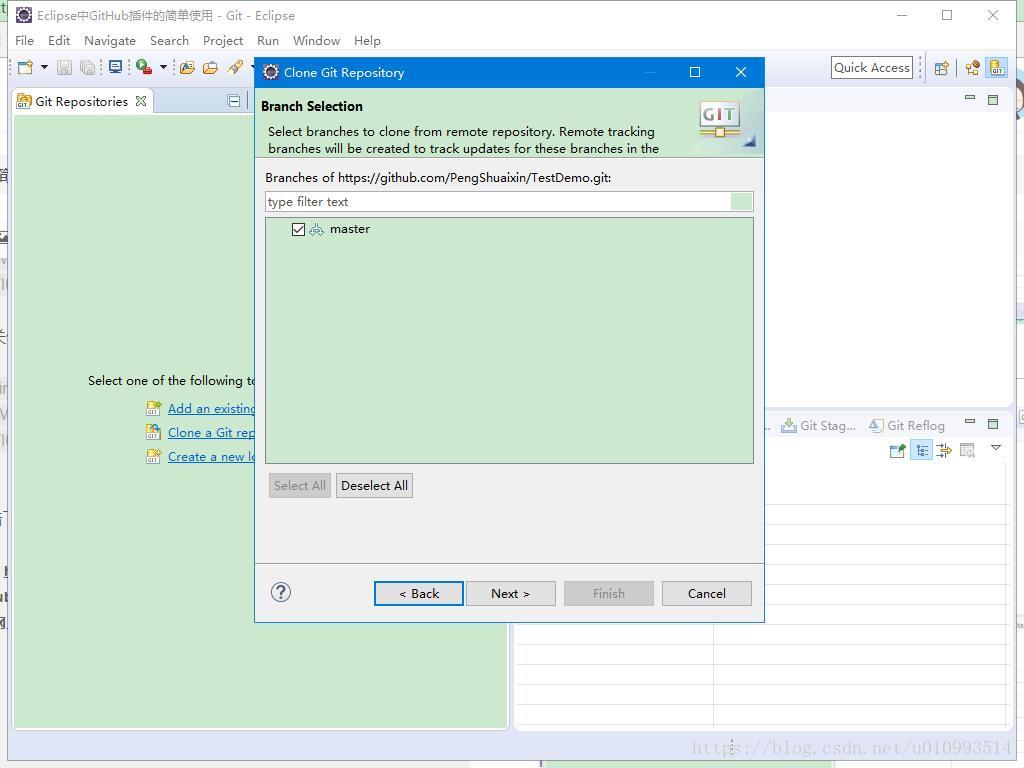 Eclipse中GitHub插件的简单使用 - Git - Eclipse
File Edit Navigate Search Project Run Window Help
Quick Access
Git Repositories
Clone Git Repository
Branch Selection
GIT
Select branches to clone from remote repository. Remote tracking
branches will be created to track updates for these branches in the
Branches of https://github.com/PengShuaixin/TestDemo.git:
type filter text
master
Select one of the following to
Add an existing
Clone a Git rep
Create a new lo
Git Stag...
Git Reflog
Select All
Deselect All
< Back
Next >
Finish
Cancel
https://blog.csdn.net/u010993514